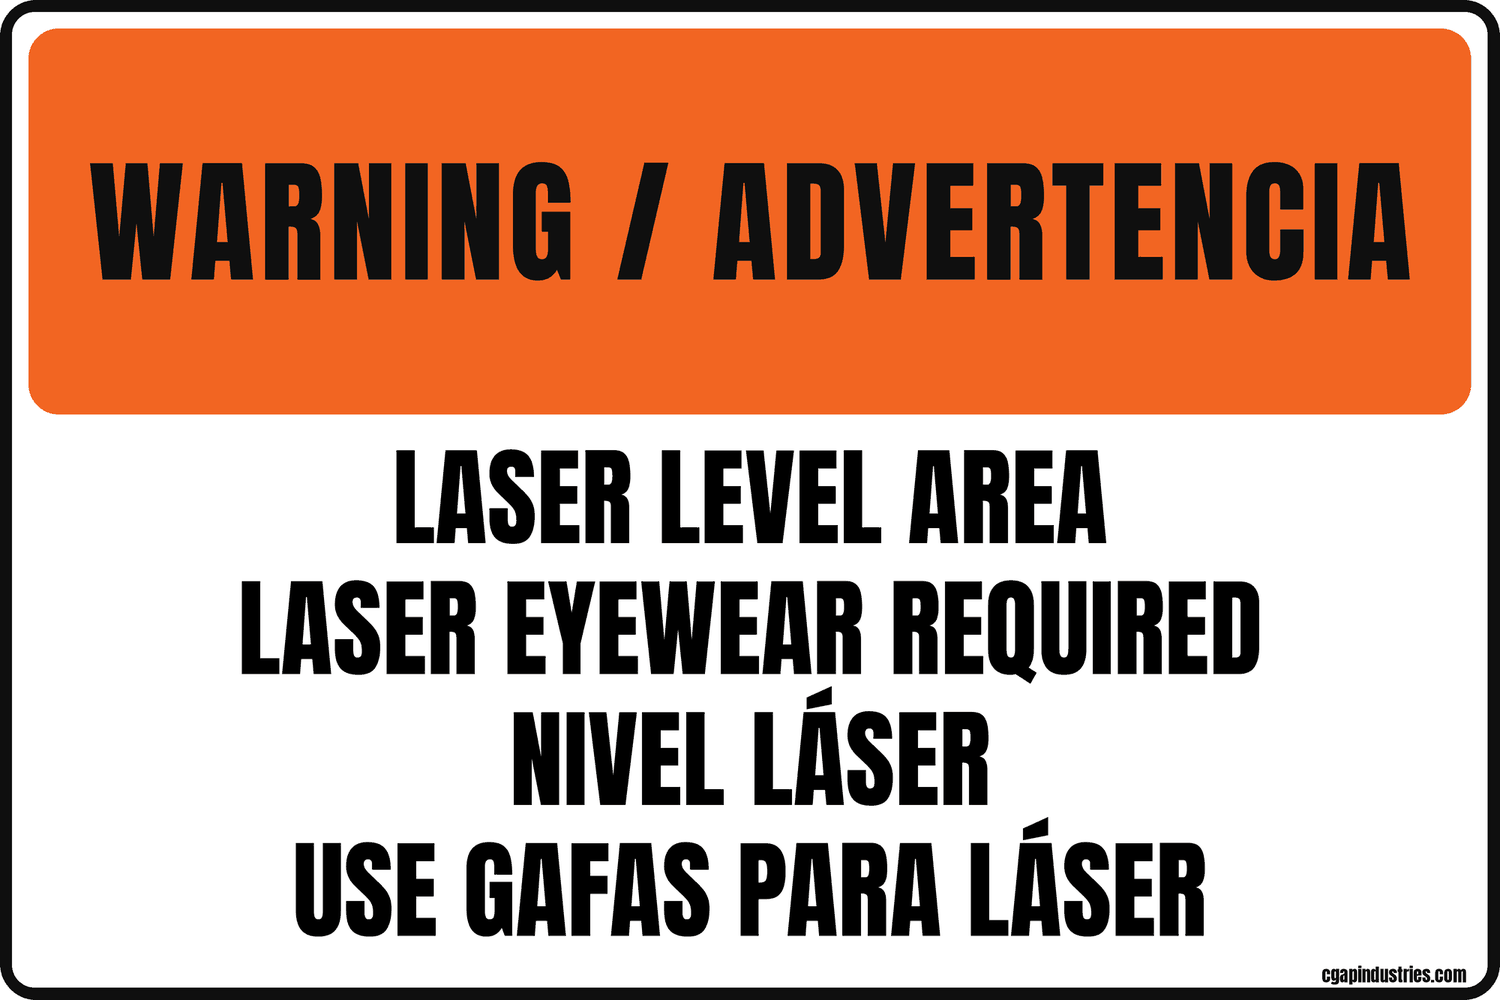 WARNING / ADVERTENCIA
LASER LEVEL AREA
LASER EYEWEAR REQUIRED
NIVEL LÁSER
USE GAFAS PARA LÁSER
cgapindustries.com